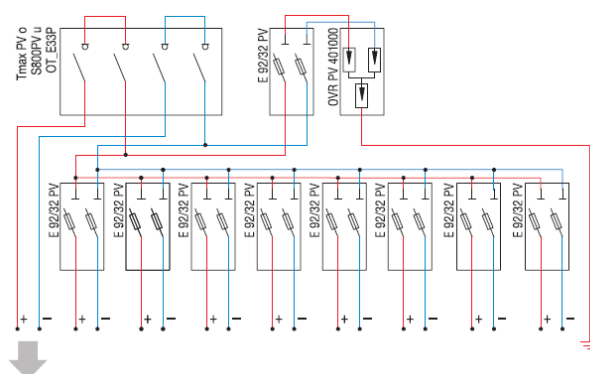 Tmax PV o
S800PV u
OT_E33P
E 92/32 PV
OVR PV 401000
E 92/32 PV
E 92/32 PV
E 92/32 PV
E 92/32 PV
E 92/32 PV
E 92/32 PV
E 92/32 PV
E 92/32 PV
+ − + − + − + − + − + − + − + − + −